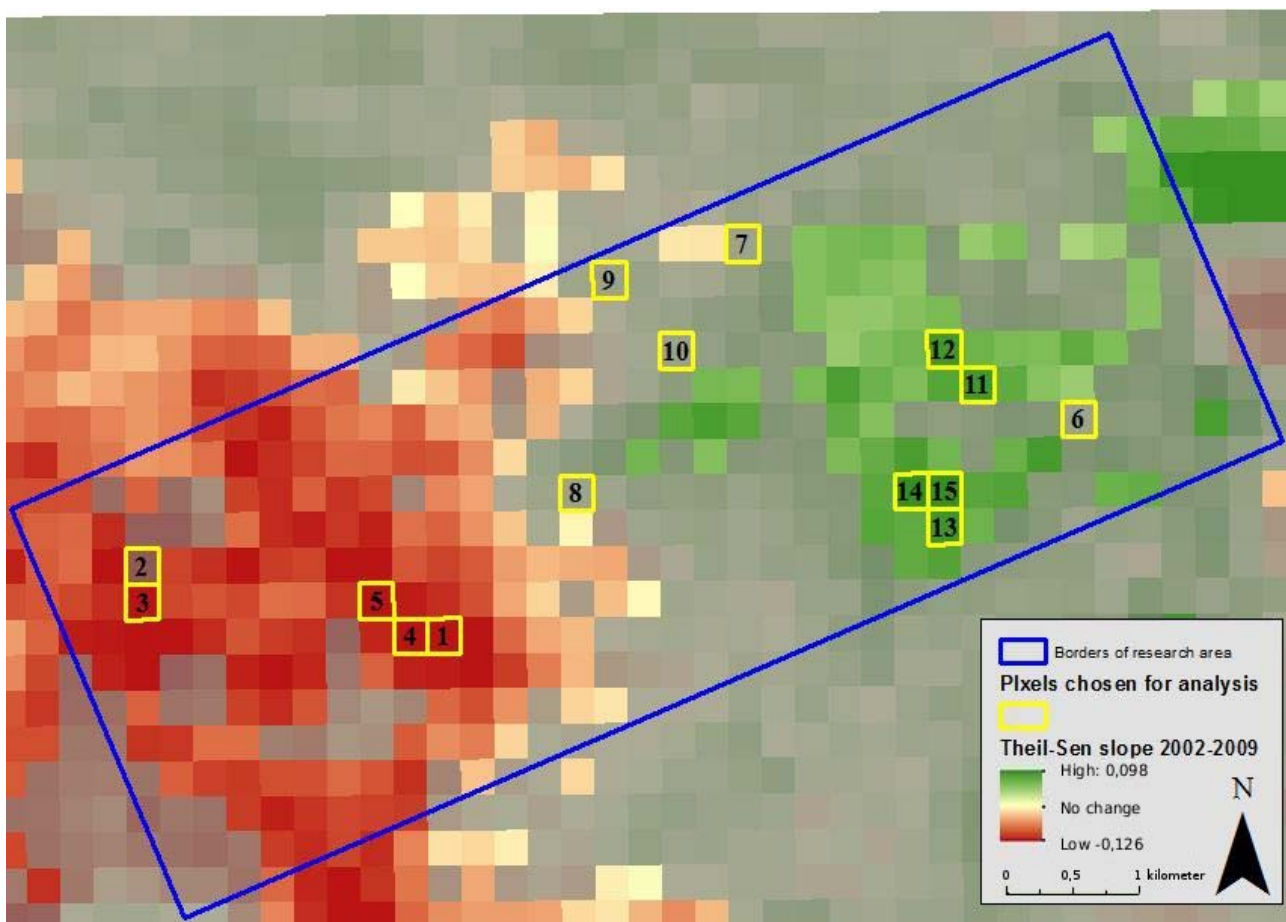 7
9
12
10
11
6
8
14 15
13
2
3
5
4 1
Borders of research area
PIxels chosen for analysis
Theil-Sen slope 2002-2009
High: 0,098
No change
Low -0,126
N
0 0,5 1 kilometer